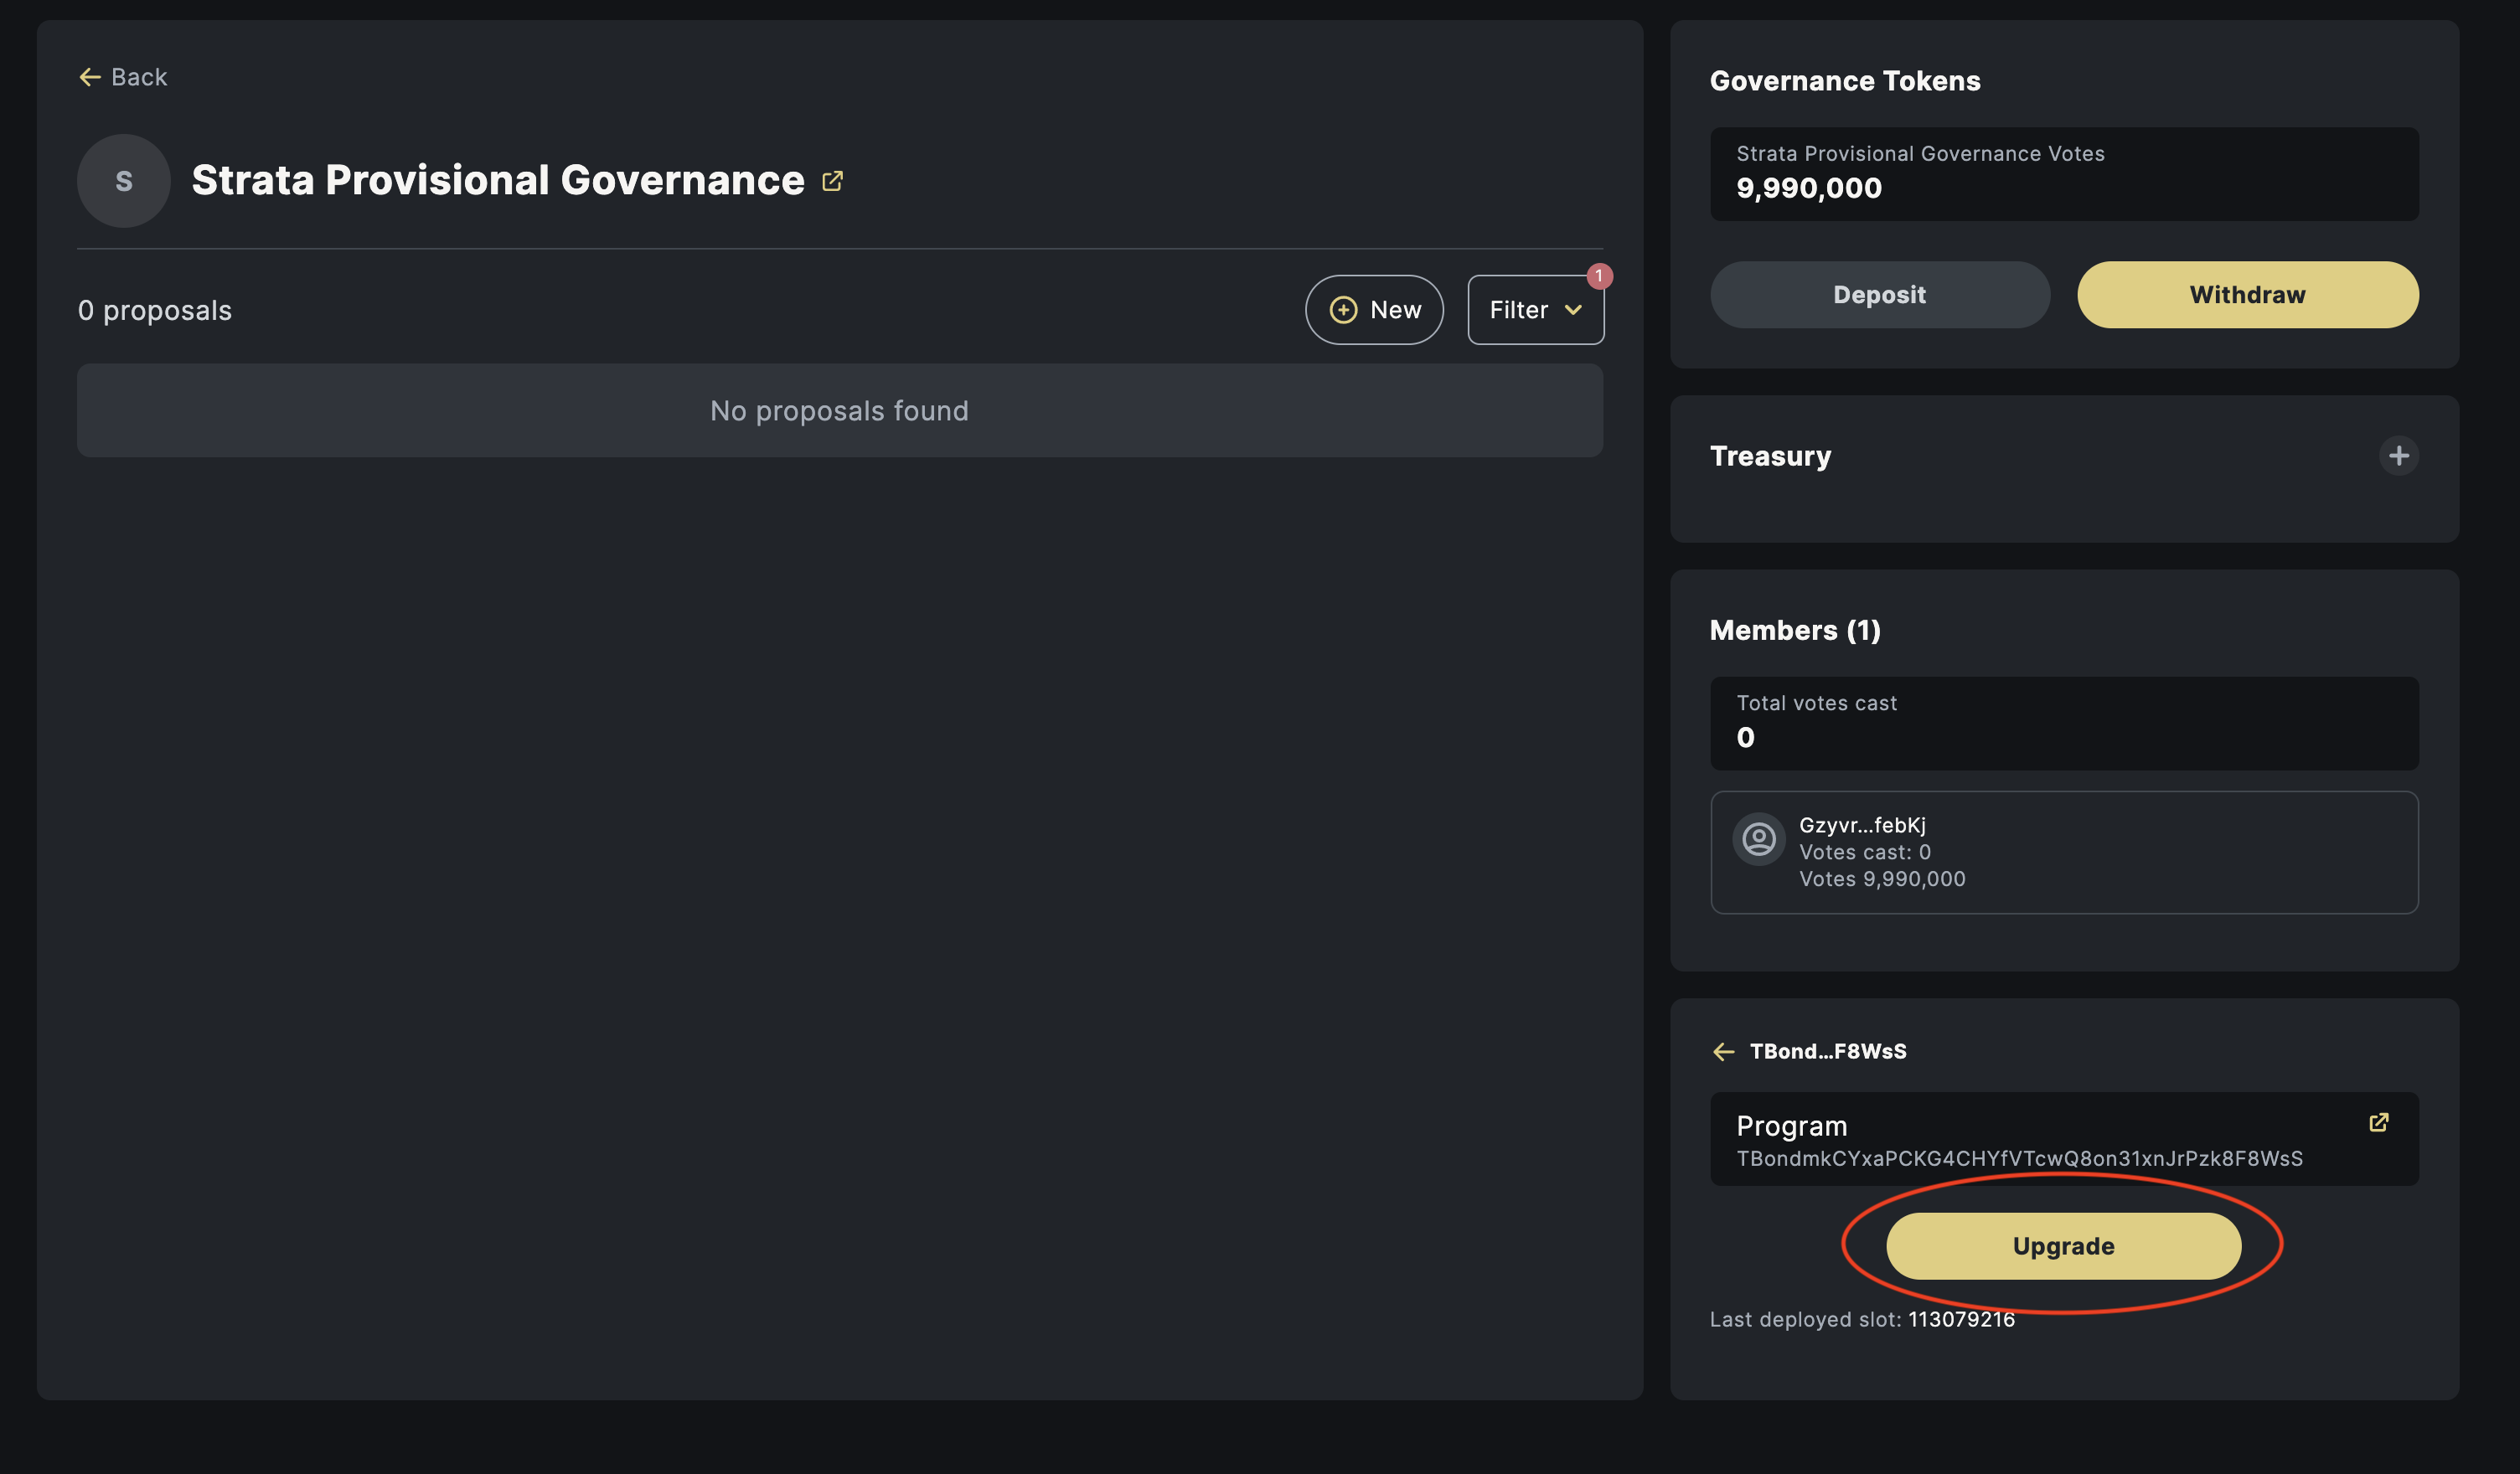 Back
S
Strata Provisional Governance
0 proposals
New
Filter
1
No proposals found
Governance Tokens
Strata Provisional Governance Votes
9,990,000
Deposit
Withdraw
Treasury
Members (1)
Total votes cast
0
Gzyvr...febKj
Votes cast: 0
Votes 9,990,000
TBond...F8WsS
Program
TBondmkCYxaPCKG4CHYfVTcwQ8on31xnJrPzk8F8WsS
Upgrade
Last deployed slot: 113079216